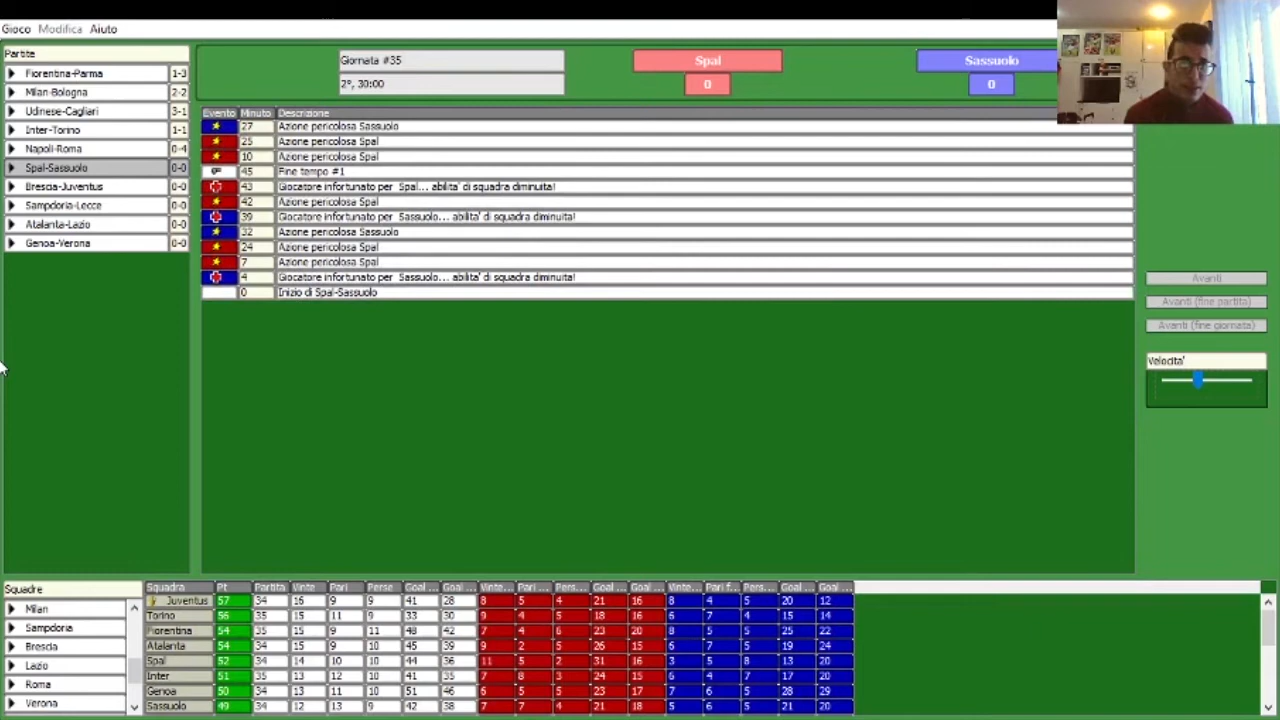 Gioco Modifica Aiuto
Partite
Fiorentina-Parma 1-3
Milan-Bologna 2-2
Udinese-Cagliari 3-1
Inter-Torino 1-1
Napoli-Roma 0-4
Spal-Sassuolo 0-0
Brescia-Juventus 0-0
Sampdoria-Lecce 0-0
Atalanta-Lazio 0-0
Genoa-Verona 0-0
Giornata #35
2°, 30:00
Spal
0
Sassuolo
0
Evento Minuto Descrizione
27 Azione pericolosa Sassuolo
25 Azione pericolosa Spal
10 Azione pericolosa Spal
45 Fine tempo #1
43 Giocatore infortunato per Spal... abilita' di squadra diminuita!
42 Azione pericolosa Spal
39 Giocatore infortunato per Sassuolo... abilita' di squadra diminuita!
32 Azione pericolosa Sassuolo
24 Azione pericolosa Spal
7 Azione pericolosa Spal
4 Giocatore infortunato per Sassuolo... abilita' di squadra diminuita!
0 Inizio di Spal-Sassuolo
Avanti
Avanti (fine partita)
Avanti (fine giornata)
Velocita'
Squadre
Milan
Sampdoria
Brescia
Lazio
Roma
Verona
Squadra Pt Partita Vinte Pari Perse Goal ... Goal ... Vinte... Pari ... Pers... Goal ... Goal ... Vinte... Pari f... Pers... Goal ... Goal ...
Juventus 57 34 16 9 9 41 28 8 5 4 21 16 8 4 5 20 12
Torino 56 35 15 11 9 33 30 9 4 5 18 16 6 7 4 15 14
Fiorentina 54 35 15 9 11 48 42 7 4 6 23 20 8 5 5 25 22
Atalanta 54 34 15 9 10 45 39 9 2 5 26 15 6 7 5 19 24
Spal 52 34 14 10 10 44 36 11 5 2 31 16 3 5 8 13 20
Inter 51 35 13 12 10 41 35 7 8 3 24 15 6 4 7 17 20
Genoa 50 34 13 11 10 51 46 6 5 5 23 17 7 6 5 28 29
Sassuolo 49 34 12 13 9 42 38 7 7 4 21 18 5 6 5 21 20